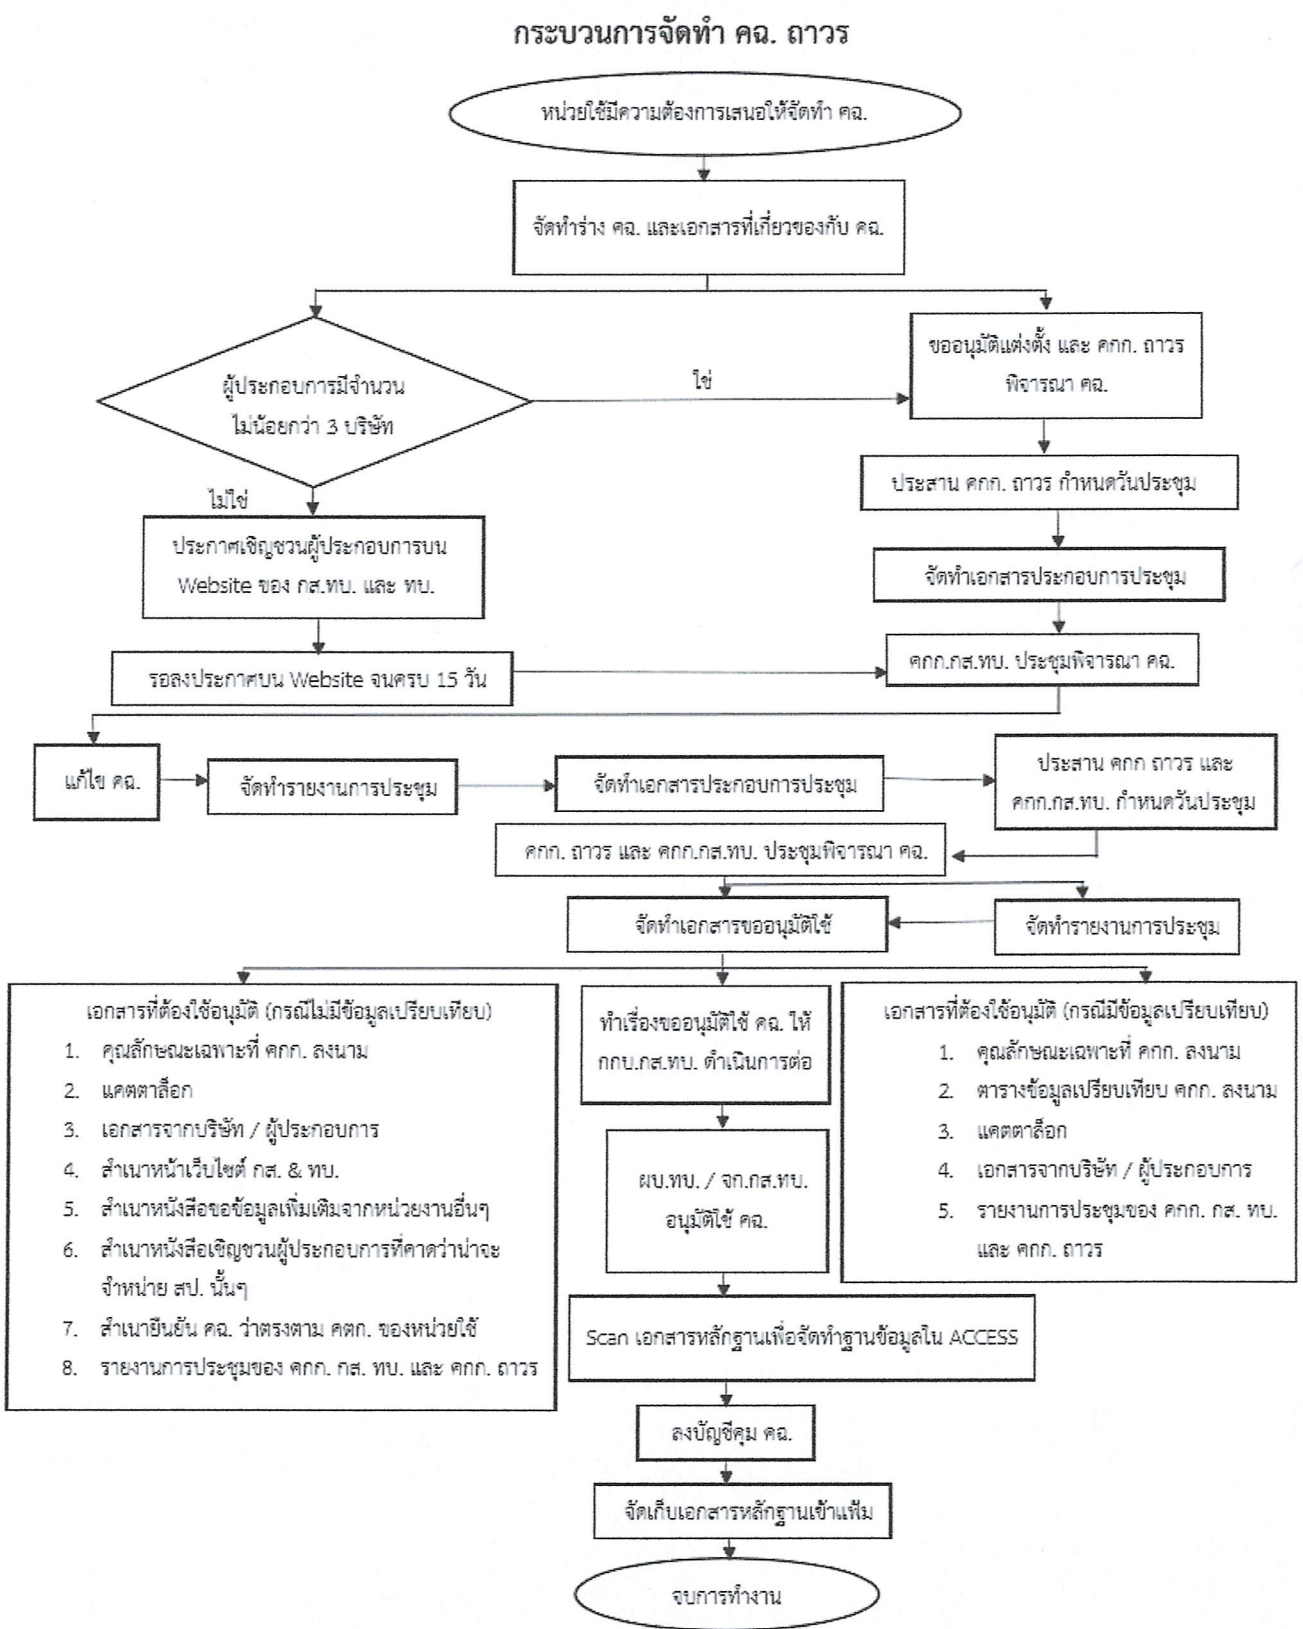 กระบวนการจัดทำ คฉ. ถาวร
หน่วยใช้มีความต้องการเสนอให้จัดทำ คฉ.
จัดทำร่าง คฉ. และเอกสารที่เกี่ยวของกับ คฉ.
ผู้ประกอบการมีจำนวน
ไม่น้อยกว่า 3 บริษัท
ใช่
ขออนุมัติแต่งตั้ง และ คกก. ถาวร
พิจารณา คฉ.
ประสาน คกก. ถาวร กำหนดวันประชุม
ไม่ใช่
ประกาศเชิญชวนผู้ประกอบการบน
Website ของ กส.ทบ. และ ทบ.
จัดทำเอกสารประกอบการประชุม
รอลงประกาศบน Website จนครบ 15 วัน
คกก.กส.ทบ. ประชุมพิจารณา คฉ.
แก้ไข คฉ.
จัดทำรายงานการประชุม
จัดทำเอกสารประกอบการประชุม
ประสาน คกก ถาวร และ
คกก.กส.ทบ. กำหนดวันประชุม
คกก. ถาวร และ คกก.กส.ทบ. ประชุมพิจารณา คฉ.
จัดทำเอกสารขออนุมัติใช้
จัดทำรายงานการประชุม
เอกสารที่ต้องใช้อนุมัติ (กรณีไม่มีข้อมูลเปรียบเทียบ)
1. คุณลักษณะเฉพาะที่ คกก. ลงนาม
2. แคตตาล็อก
3. เอกสารจากบริษัท / ผู้ประกอบการ
4. สำเนาหน้าเว็บไซต์ กส. & ทบ.
5. สำเนาหนังสือขอข้อมูลเพิ่มเติมจากหน่วยงานอื่นๆ
6. สำเนาหนังสือเชิญชวนผู้ประกอบการที่คาดว่าน่าจะ
จำหน่าย สป. นั้นๆ
7. สำเนายืนยัน คฉ. ว่าตรงตาม คตก. ของหน่วยใช้
8. รายงานการประชุมของ คกก. กส. ทบ. และ คกก. ถาวร
ทำเรื่องขออนุมัติใช้ คฉ. ให้
กกบ.กส.ทบ. ดำเนินการต่อ
ผบ.ทบ. / จก.กส.ทบ.
อนุมัติใช้ คฉ.
เอกสารที่ต้องใช้อนุมัติ (กรณีมีข้อมูลเปรียบเทียบ)
1. คุณลักษณะเฉพาะที่ คกก. ลงนาม
2. ตารางข้อมูลเปรียบเทียบ คกก. ลงนาม
3. แคตตาล็อก
4. เอกสารจากบริษัท / ผู้ประกอบการ
5. รายงานการประชุมของ คกก. กส. ทบ.
และ คกก. ถาวร
Scan เอกสารหลักฐานเพื่อจัดทำฐานข้อมูลใน ACCESS
ลงบัญชีคุม คฉ.
จัดเก็บเอกสารหลักฐานเข้าแฟ้ม
จบการทำงาน